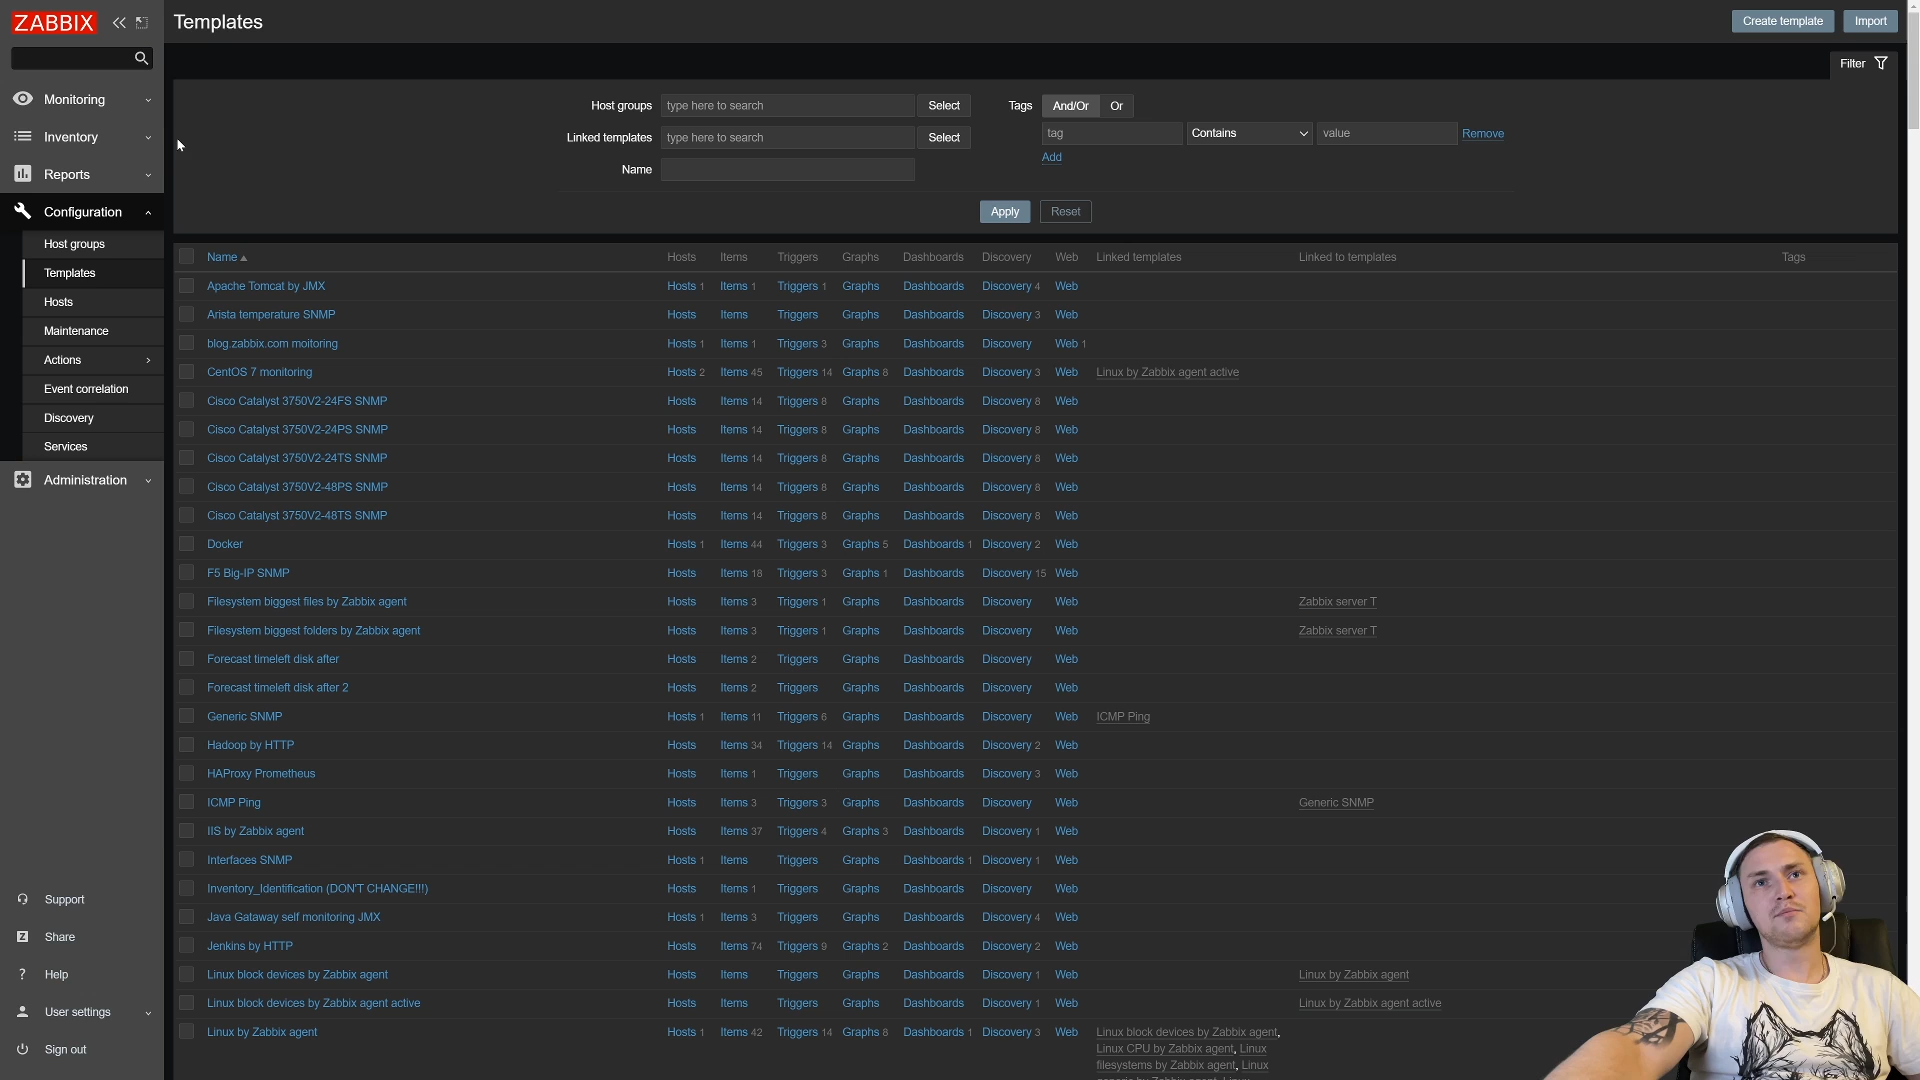 ZABBIX
Templates
Create template
Import
Filter
Monitoring
Inventory
Reports
Configuration
Host groups
Templates
Hosts
Maintenance
Actions
Event correlation
Discovery
Services
Administration
Support
Share
Help
User settings
Sign out
Host groups type here to search Select
Linked templates type here to search Select
Name
Tags And/Or Or
tag Contains value Remove
Add
Apply Reset
Name Hosts Items Triggers Graphs Dashboards Discovery Web Linked templates Linked to templates Tags
Apache Tomcat by JMX Hosts 1 Items 1 Triggers 1 Graphs Dashboards Discovery 4 Web
Arista temperature SNMP Hosts Items Triggers Graphs Dashboards Discovery 3 Web
blog.zabbix.com moitoring Hosts 1 Items 1 Triggers 3 Graphs Dashboards Discovery Web 1
CentOS 7 monitoring Hosts 2 Items 45 Triggers 14 Graphs 8 Dashboards Discovery 3 Web Linux by Zabbix agent active
Cisco Catalyst 3750V2-24FS SNMP Hosts Items 14 Triggers 8 Graphs Dashboards Discovery 8 Web
Cisco Catalyst 3750V2-24PS SNMP Hosts Items 14 Triggers 8 Graphs Dashboards Discovery 8 Web
Cisco Catalyst 3750V2-24TS SNMP Hosts Items 14 Triggers 8 Graphs Dashboards Discovery 8 Web
Cisco Catalyst 3750V2-48PS SNMP Hosts Items 14 Triggers 8 Graphs Dashboards Discovery 8 Web
Cisco Catalyst 3750V2-48TS SNMP Hosts Items 14 Triggers 8 Graphs Dashboards Discovery 8 Web
Docker Hosts 1 Items 44 Triggers 3 Graphs 5 Dashboards 1 Discovery 2 Web
F5 Big-IP SNMP Hosts Items 18 Triggers 3 Graphs 1 Dashboards Discovery 15 Web
Filesystem biggest files by Zabbix agent Hosts Items 3 Triggers 1 Graphs Dashboards Discovery Web Zabbix server T
Filesystem biggest folders by Zabbix agent Hosts Items 3 Triggers 1 Graphs Dashboards Discovery Web Zabbix server T
Forecast timeleft disk after Hosts Items 2 Triggers Graphs Dashboards Discovery Web
Forecast timeleft disk after 2 Hosts Items 2 Triggers Graphs Dashboards Discovery Web
Generic SNMP Hosts 1 Items 11 Triggers 6 Graphs Dashboards Discovery Web ICMP Ping
Hadoop by HTTP Hosts Items 34 Triggers 14 Graphs Dashboards Discovery 2 Web
HAProxy Prometheus Hosts Items 1 Triggers Graphs Dashboards Discovery 3 Web
ICMP Ping Hosts Items 3 Triggers 3 Graphs Dashboards Discovery Web Generic SNMP
IIS by Zabbix agent Hosts Items 37 Triggers 4 Graphs 3 Dashboards Discovery 1 Web
Interfaces SNMP Hosts 1 Items Triggers Graphs Dashboards 1 Discovery 1 Web
Inventory_Identification (DON'T CHANGE!!!) Hosts Items 1 Triggers Graphs Dashboards Discovery Web
Java Gataway self monitoring JMX Hosts 1 Items 3 Triggers Graphs Dashboards Discovery 4 Web
Jenkins by HTTP Hosts Items 74 Triggers 9 Graphs 2 Dashboards Discovery 2 Web
Linux block devices by Zabbix agent Hosts Items Triggers Graphs Dashboards Discovery 1 Web Linux by Zabbix agent
Linux block devices by Zabbix agent active Hosts Items Triggers Graphs Dashboards Discovery 1 Web Linux by Zabbix agent active
Linux by Zabbix agent Hosts 1 Items 42 Triggers 14 Graphs 8 Dashboards 1 Discovery 3 Web Linux block devices by Zabbix agent,
Linux CPU by Zabbix agent, Linux
filesystems by Zabbix agent, Linux